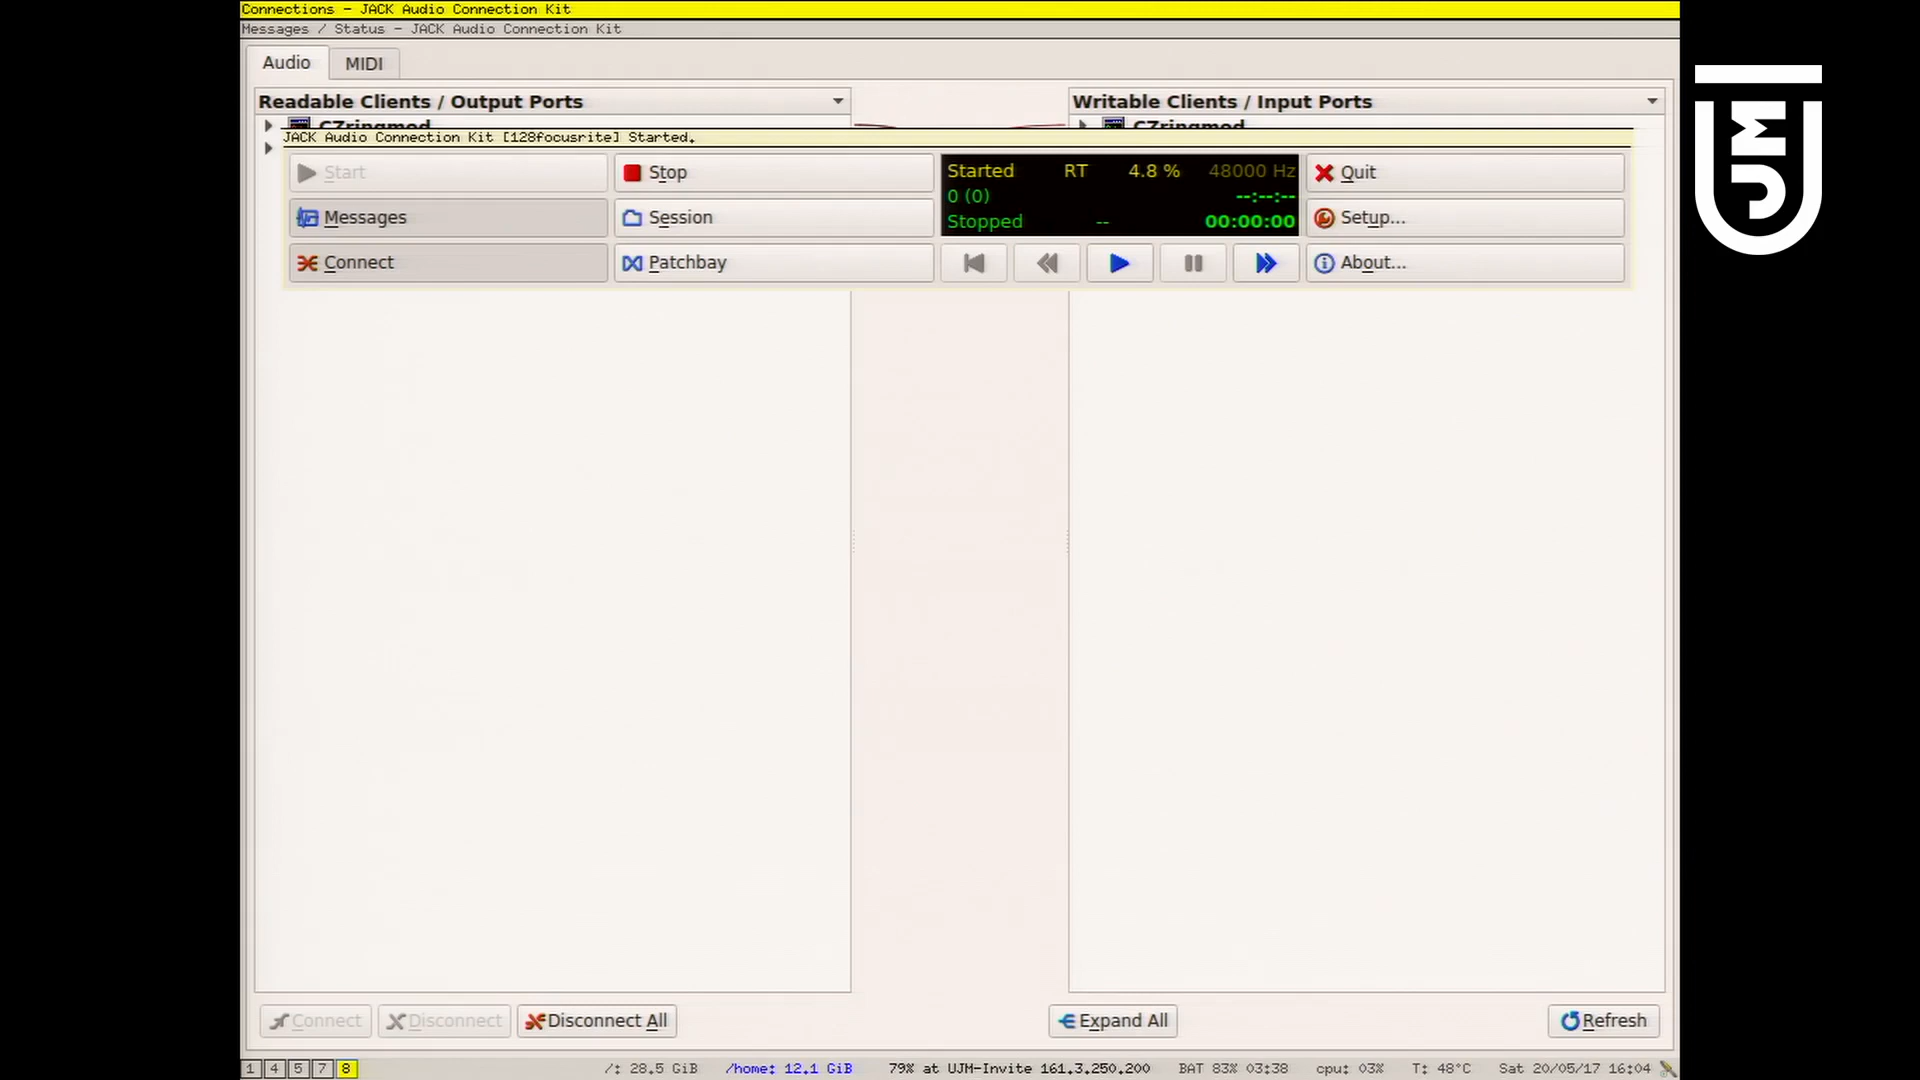 Connections - JACK Audio Connection Kit
Messages / Status - JACK Audio Connection Kit
Audio MIDI
Readable Clients / Output Ports Writable Clients / Input Ports
CZringmod CZringmod
JACK Audio Connection Kit [128focusrite] Started.
Start Stop Started RT 4.8 % 48000 Hz Quit
0 (0) --:--:--
Messages Session Stopped -- 00:00:00 Setup...
Connect Patchbay About...
Connect Disconnect Disconnect All Expand All Refresh
1 4 5 7 8 /: 28.5 GiB /home: 12.1 GiB 79% at UJM-Invite 161.3.250.200 BAT 83% 03:38 cpu: 03% T: 48°C Sat 20/05/17 16:04
UJM